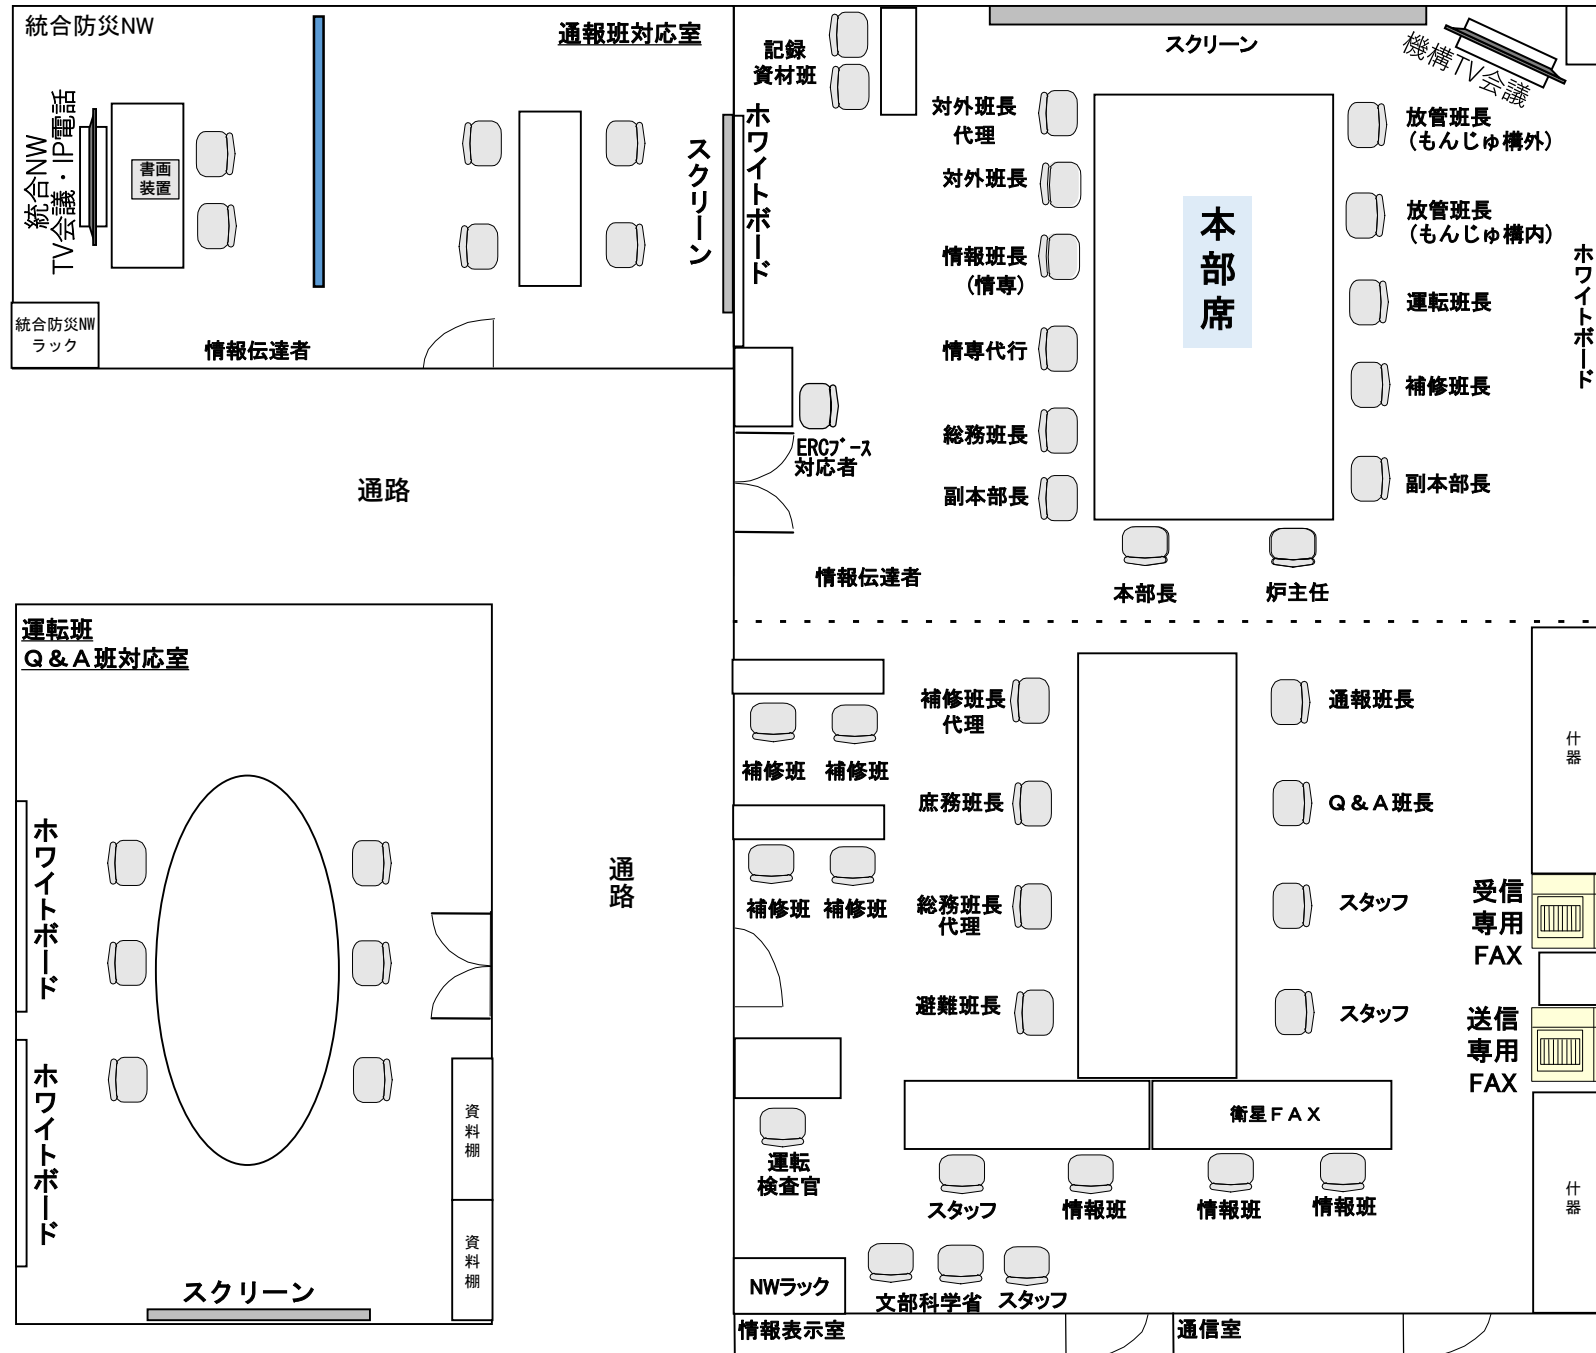 統合防災NW
通報班対応室
統合NW
TV会議・IP電話
書画
装置
スクリーン
統合防災NW
ラック
情報伝達者
ホワイトボード
記録
資材班
スクリーン
機構TV会議
対外班長
代理
対外班長
情報班長
(情専)
情専代行
総務班長
副本部長
本部席
放管班長
(もんじゅ構外)
放管班長
(もんじゅ構内)
運転班長
補修班長
副本部長
ホワイトボード
ERCブース
対応者
本部長
炉主任
情報伝達者
通路
通路
運転班
Q&A班対応室
ホワイトボード
ホワイトボード
資料棚
資料棚
スクリーン
補修班
補修班
補修班
補修班
補修班長
代理
庶務班長
総務班長
代理
避難班長
通報班長
Q&A班長
スタッフ
スタッフ
什器
受信
専用
FAX
送信
専用
FAX
什器
衛星FAX
運転
検査官
スタッフ
情報班
情報班
情報班
NWラック
文部科学省
スタッフ
情報表示室
通信室